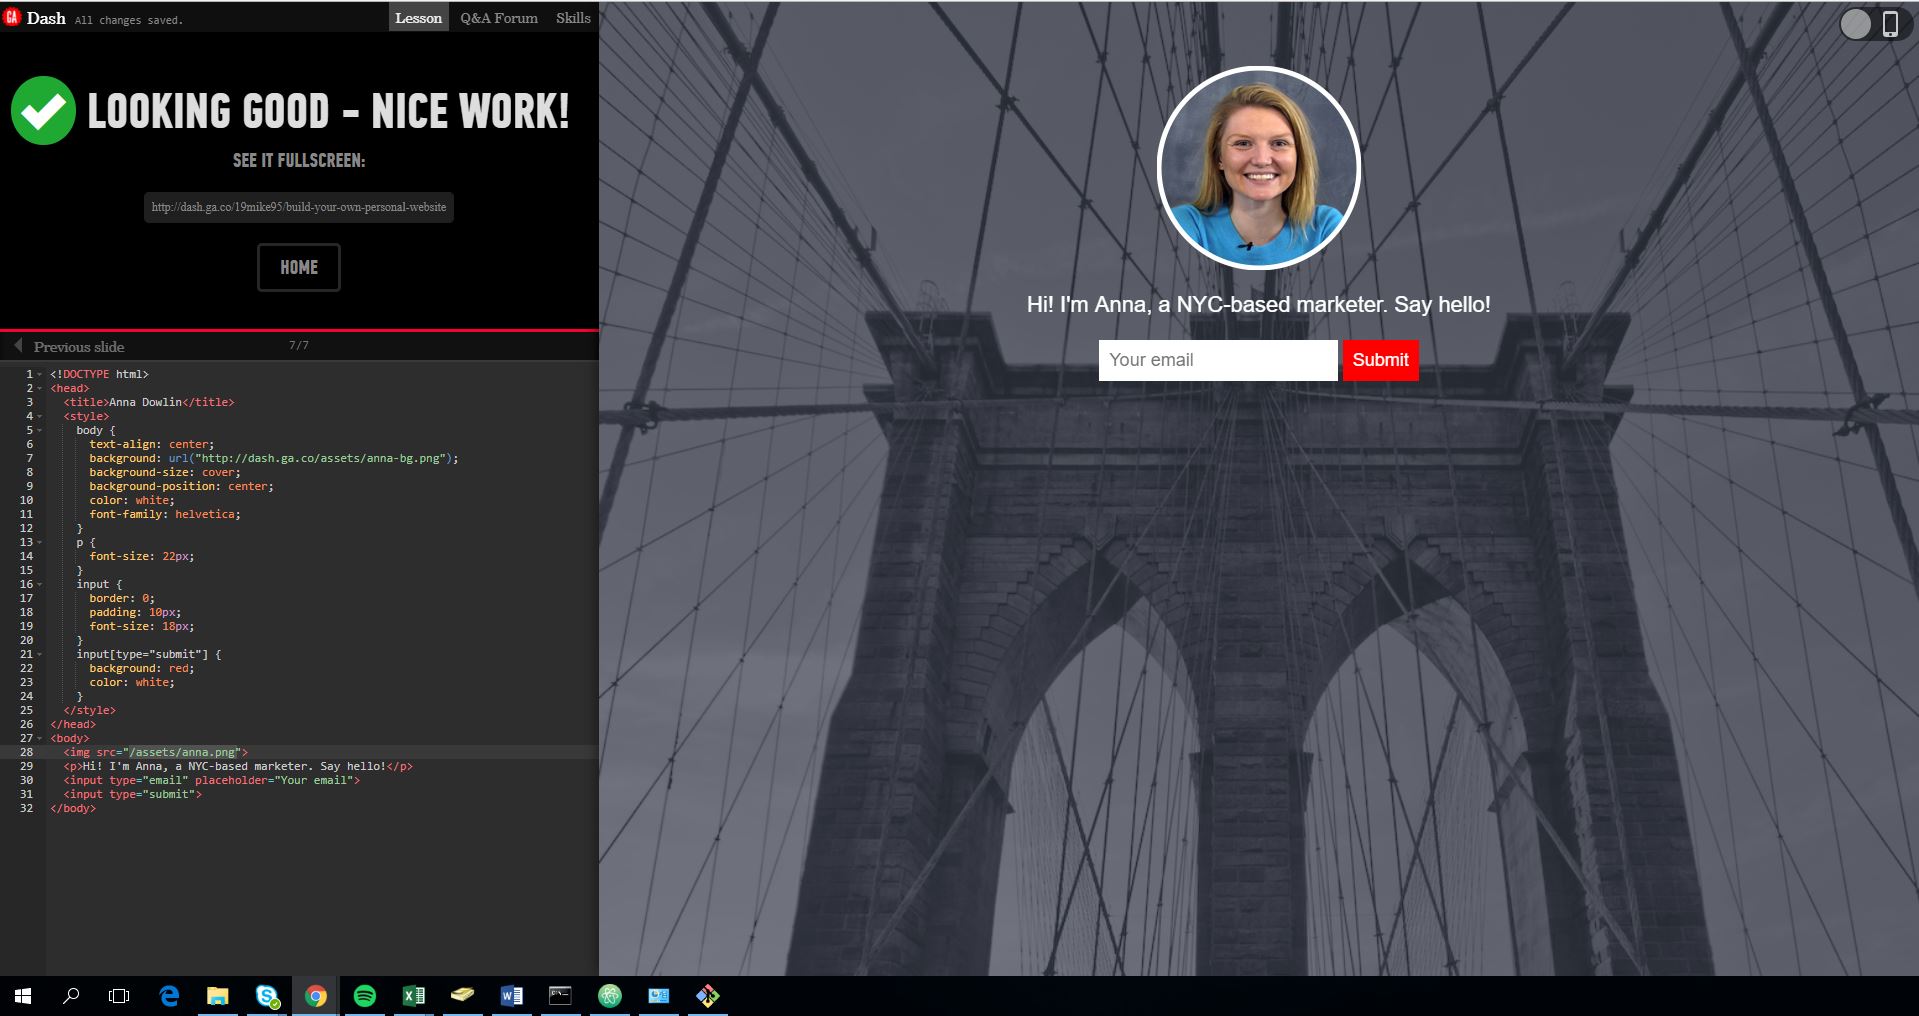 GA Dash All changes saved. Lesson Q&A Forum Skills
LOOKING GOOD - NICE WORK!
SEE IT FULLSCREEN:
http://dash.ga.co/19mike95/build-your-own-personal-website
HOME
Previous slide 7/7
1 <!DOCTYPE html>
2 <head>
3 <title>Anna Dowlin</title>
4 <style>
5 body {
6 text-align: center;
7 background: url("http://dash.ga.co/assets/anna-bg.png");
8 background-size: cover;
9 background-position: center;
10 color: white;
11 font-family: helvetica;
12 }
13 p {
14 font-size: 22px;
15 }
16 input {
17 border: 0;
18 padding: 10px;
19 font-size: 18px;
20 }
21 input[type="submit"] {
22 background: red;
23 color: white;
24 }
25 </style>
26 </head>
27 <body>
28 <img src="/assets/anna.png">
29 <p>Hi! I'm Anna, a NYC-based marketer. Say hello!</p>
30 <input type="email" placeholder="Your email">
31 <input type="submit">
32 </body>
Hi! I'm Anna, a NYC-based marketer. Say hello!
Your email Submit